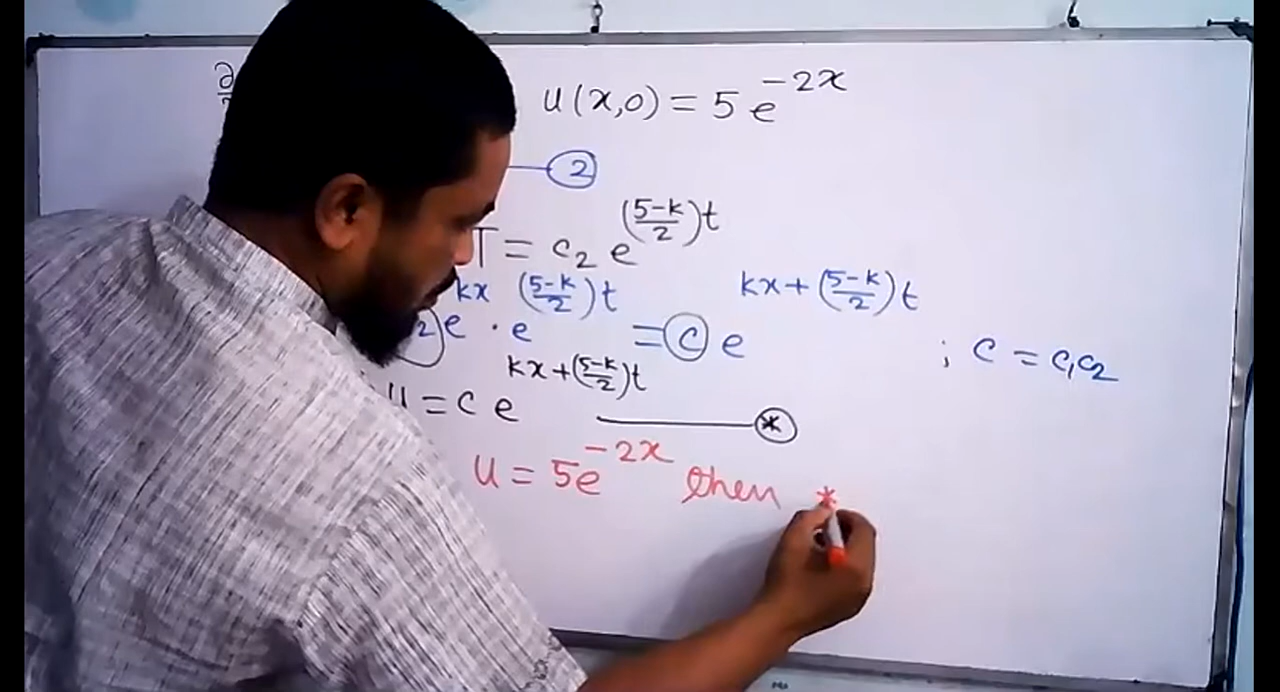 ∂ u(x,0) = 5e^{-2x}
②
T = c₂ e^{(5-k/2)t}
₂e^{kx} · e^{(5-k/2)t} = ⓒ e^{kx+(5-k/2)t} ; c = c₁c₂
u = c e^{kx+(5-k/2)t} ⊛
u = 5e^{-2x} then *